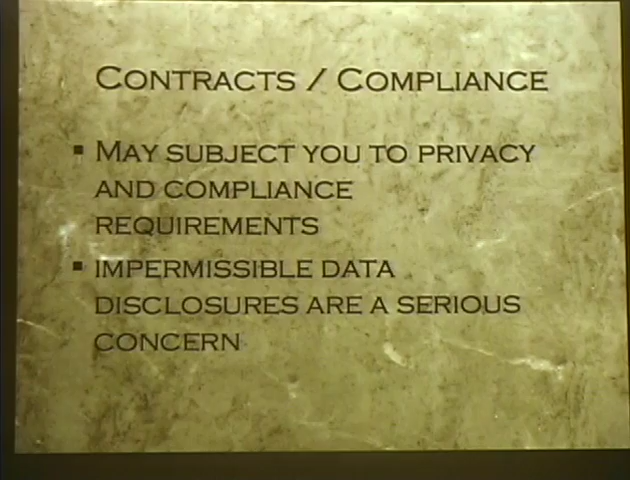 CONTRACTS / COMPLIANCE
▪ MAY SUBJECT YOU TO PRIVACY
AND COMPLIANCE
REQUIREMENTS
▪ IMPERMISSIBLE DATA
DISCLOSURES ARE A SERIOUS
CONCERN